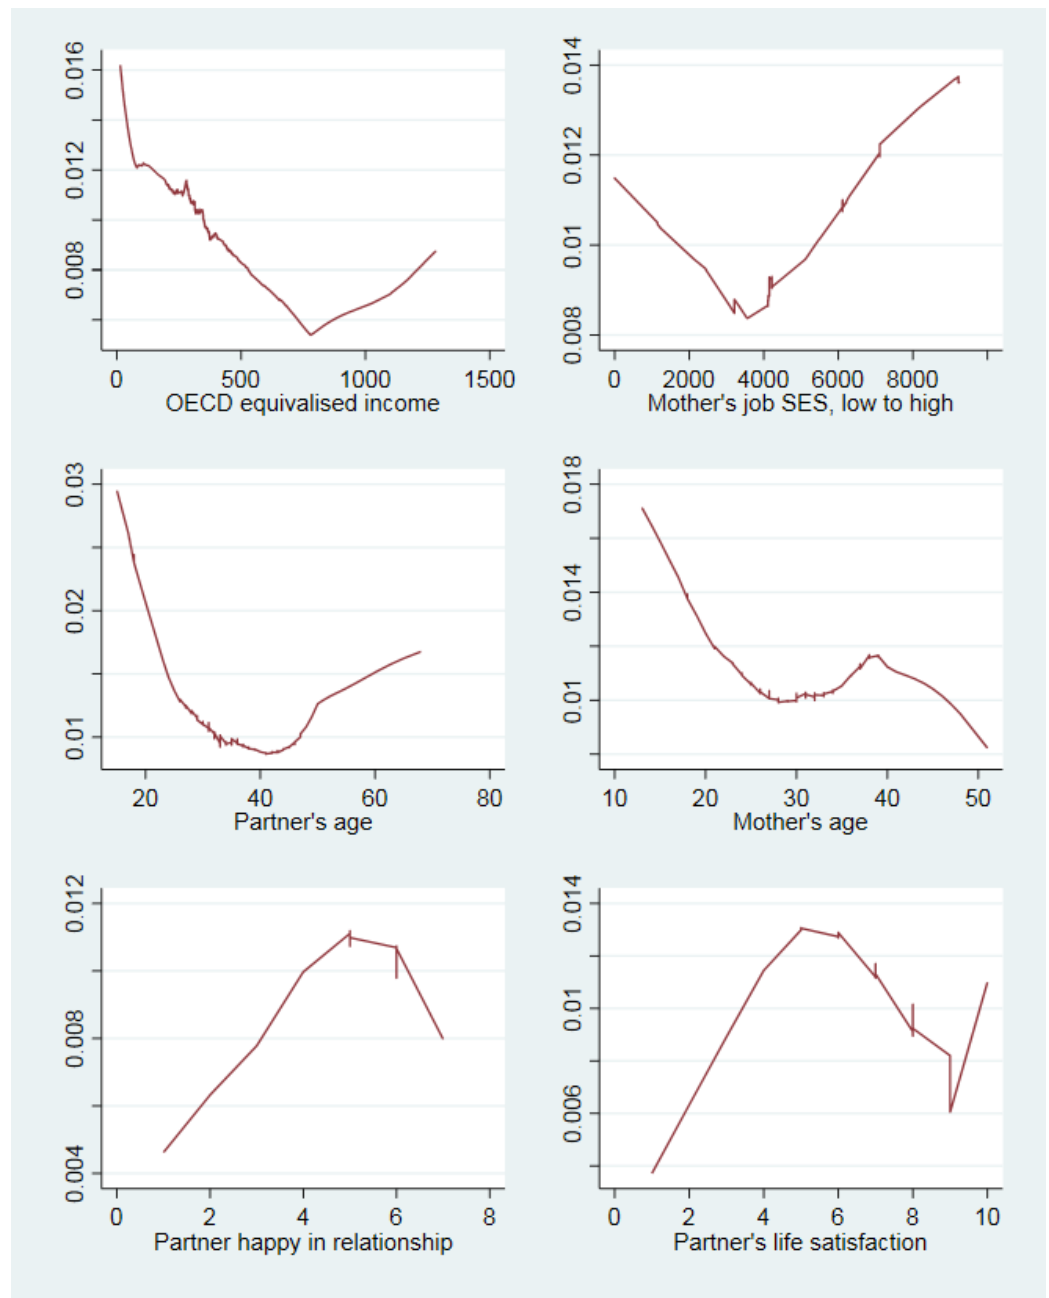 0.016
0.012
0.008
0 500 1000 1500
OECD equivalised income
0.014
0.012
0.01
0.008
0 2000 4000 6000 8000
Mother's job SES, low to high
0.03
0.02
0.01
20 40 60 80
Partner's age
0.018
0.014
0.01
10 20 30 40 50
Mother's age
0.012
0.008
0.004
0 2 4 6 8
Partner happy in relationship
0.014
0.01
0.006
0 2 4 6 8 10
Partner's life satisfaction